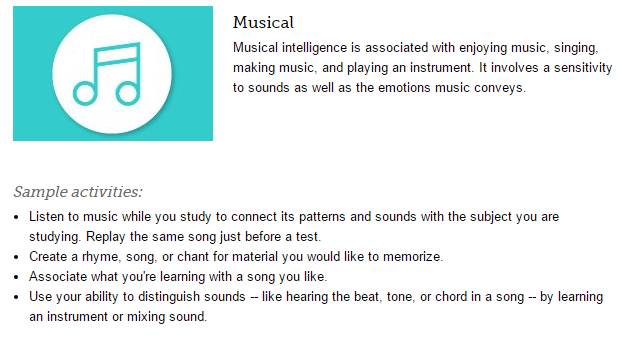 Musical
Musical intelligence is associated with enjoying music, singing,
making music, and playing an instrument. It involves a sensitivity
to sounds as well as the emotions music conveys.
Sample activities:
• Listen to music while you study to connect its patterns and sounds with the subject you are
studying. Replay the same song just before a test.
• Create a rhyme, song, or chant for material you would like to memorize.
• Associate what you're learning with a song you like.
• Use your ability to distinguish sounds -- like hearing the beat, tone, or chord in a song -- by learning
an instrument or mixing sound.